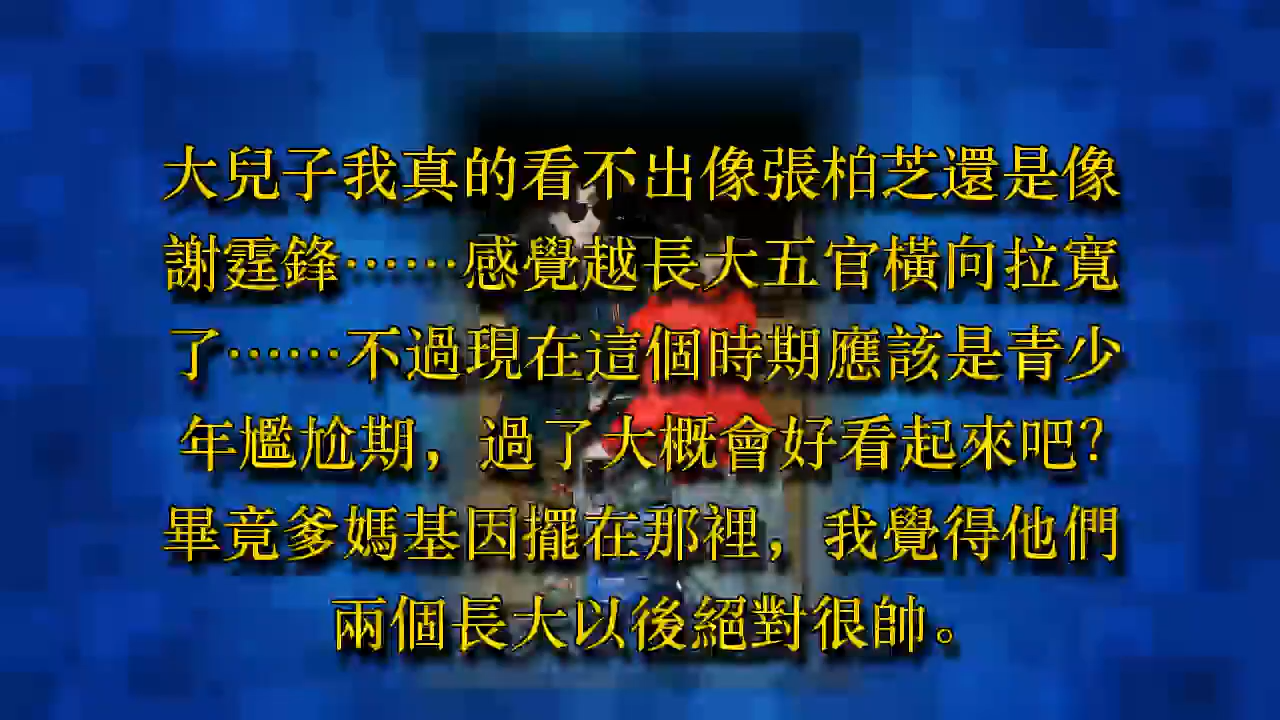 大兒子我真的看不出像張柏芝還是像
謝霆鋒……感覺越長大五官橫向拉寬
了……不過現在這個時期應該是青少
年尷尬期，過了大概會好看起來吧？
畢竟爹媽基因擺在那裡，我覺得他們
兩個長大以後絕對很帥。